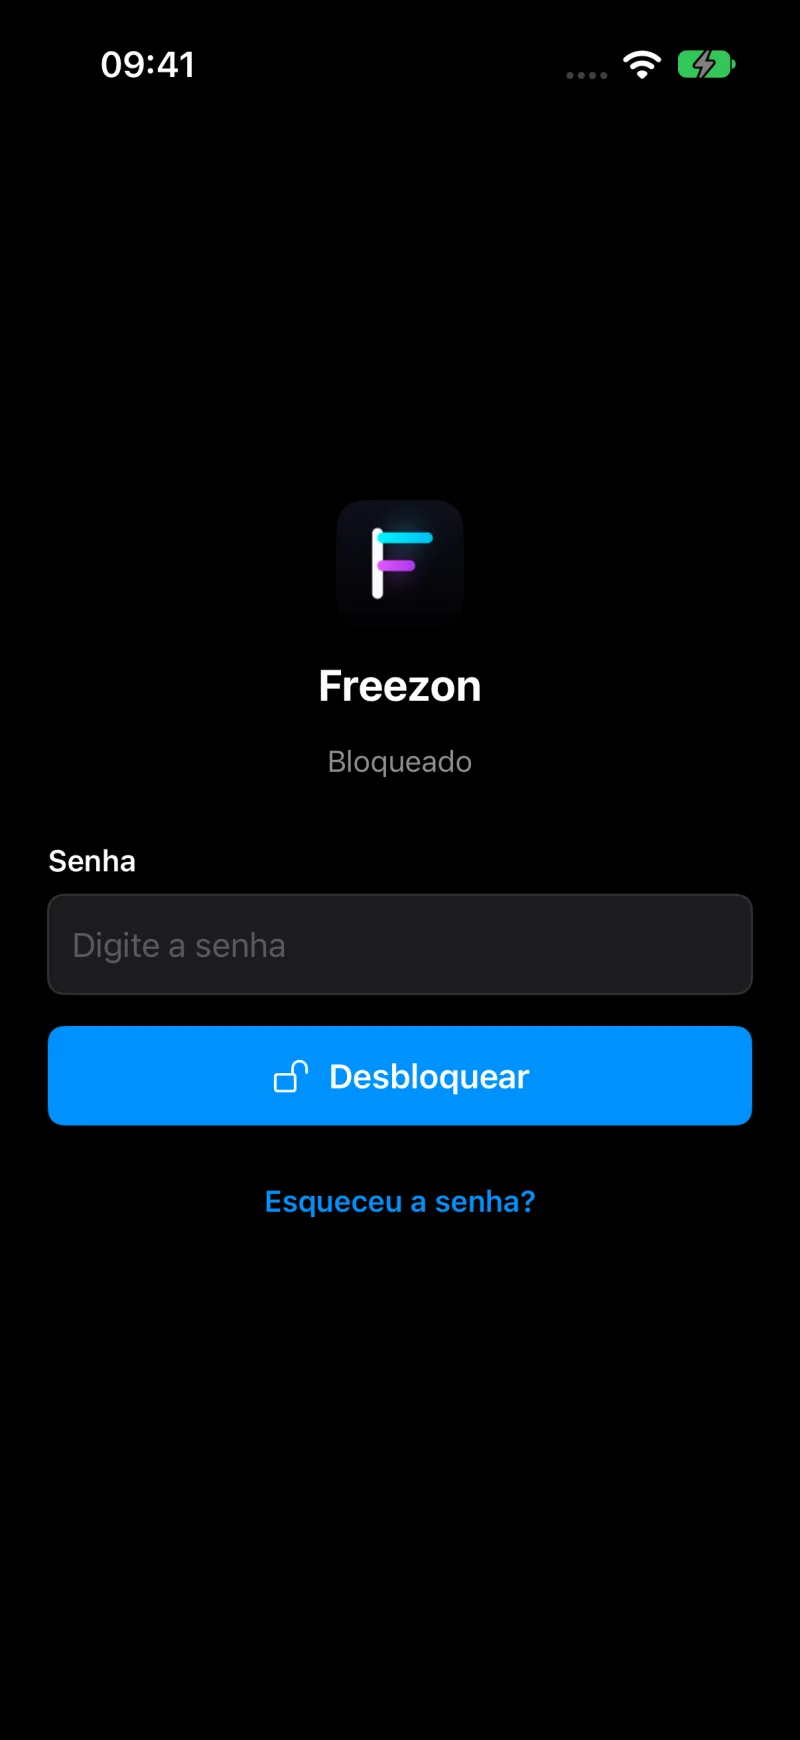 09:41
Freezon
Bloqueado
Senha
Digite a senha
Desbloquear
Esqueceu a senha?